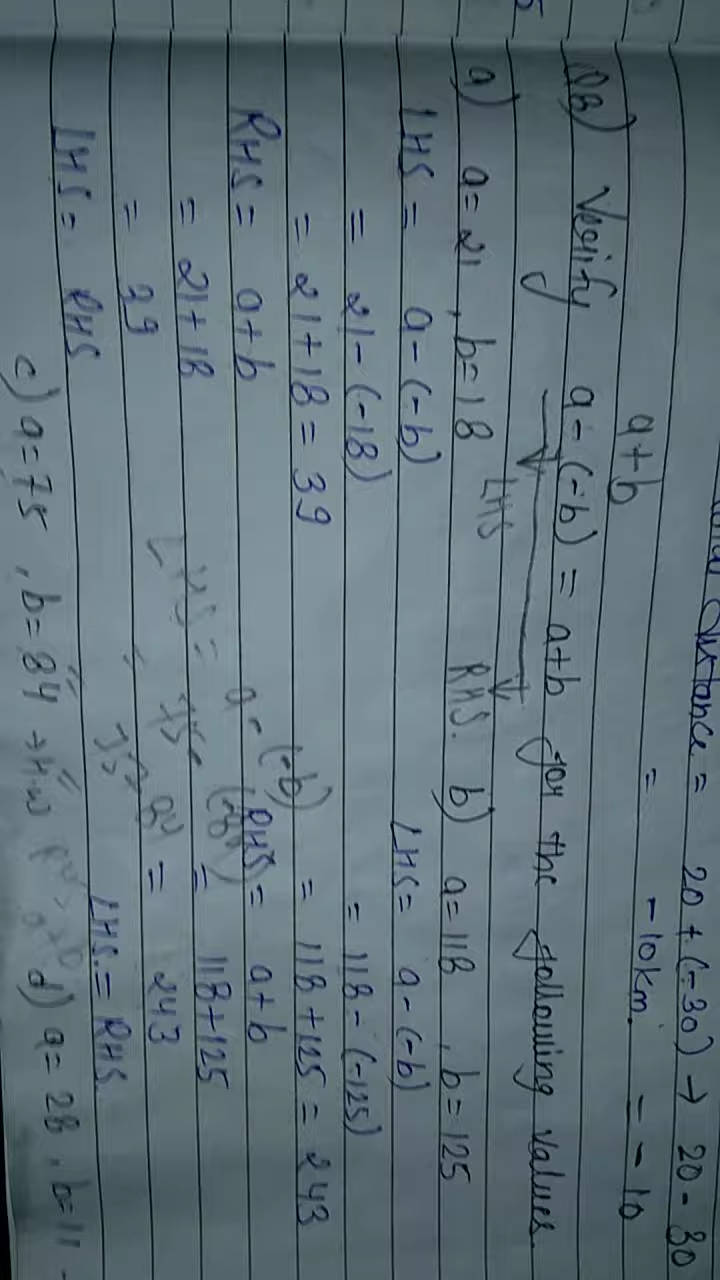 Distance = 20 + (-30) → 20 - 30
= -10km. = -10
a+b
Q8) Verify a-(-b) = a+b for the following values.
LHS RHS.
a) a=21, b=18
LHS = a-(-b)
= 21-(-18)
= 21+18 = 39
RHS = a+b
= 21+18
= 39
LHS = RHS
b) a=118, b=125
LHS = a-(-b)
= 118-(-125)
= 118+125 = 243
RHS = a+b
= 118+125
= 243
LHS = RHS
c) a=75, b=84 → H.W
d) a=28, b=11
LHS =
a-(-b)